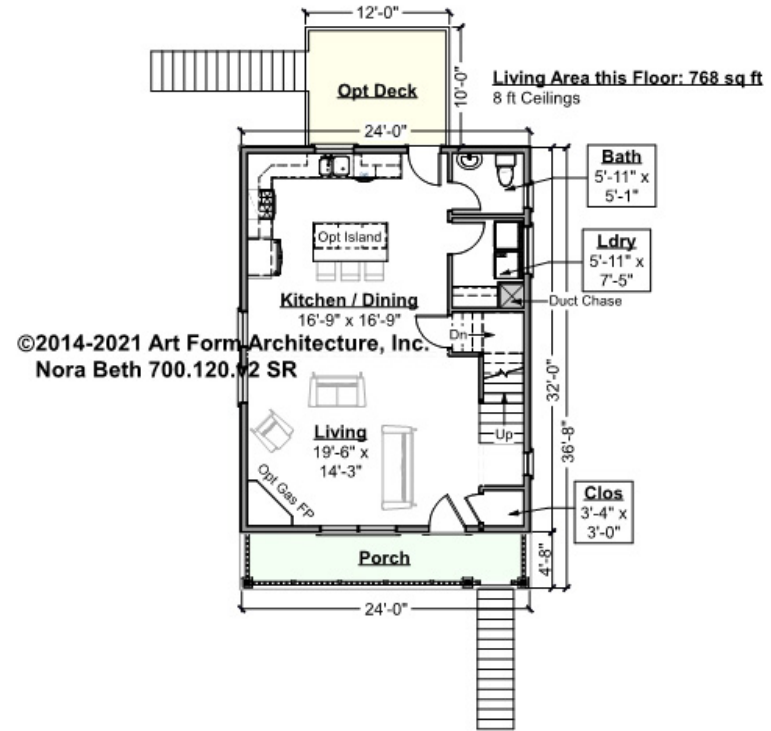 12'-0"
Opt Deck
10'-0"
Living Area this Floor: 768 sq ft
8 ft Ceilings
24'-0"
Bath
5'-11" x
5'-1"
Opt Island
Ldry
5'-11" x
7'-5"
Kitchen / Dining
16'-9" x 16'-9"
Duct Chase
Dn
©2014-2021 Art Form Architecture, Inc.
Nora Beth 700.120.v2 SR
32'-0"
36'-8"
Living
19'-6" x
14'-3"
Up
Opt Gas FP
Clos
3'-4" x
3'-0"
Porch
4'-8"
24'-0"